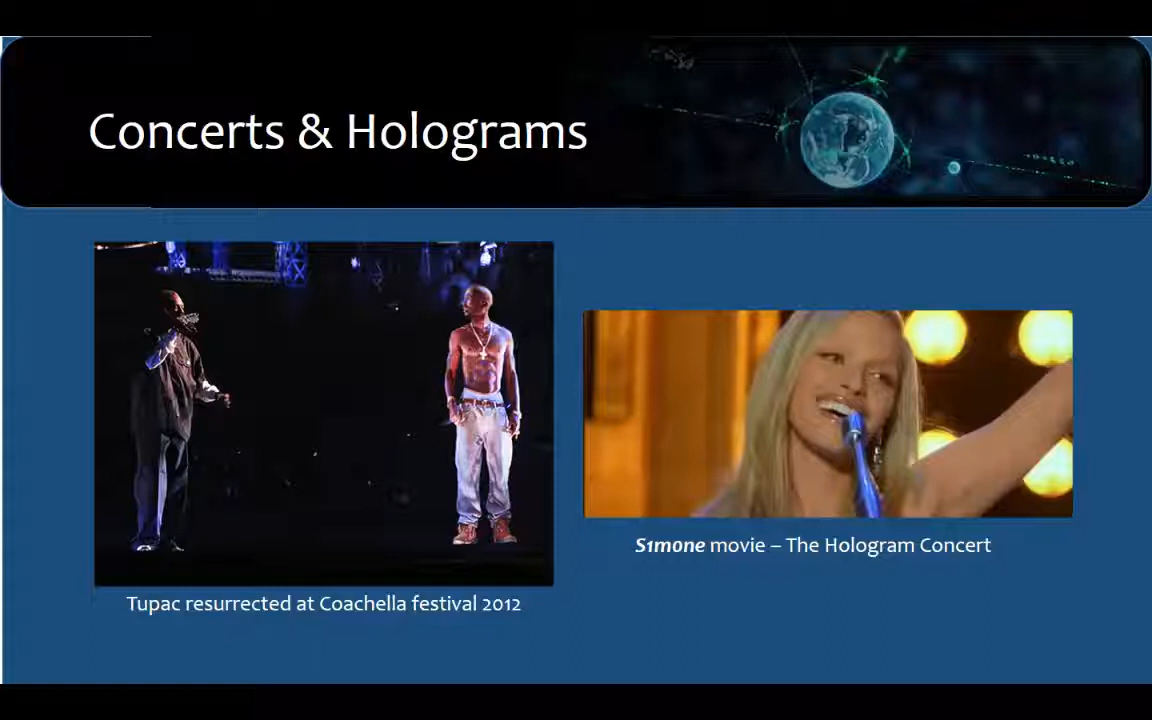 Concerts & Holograms
S1mone movie – The Hologram Concert
Tupac resurrected at Coachella festival 2012